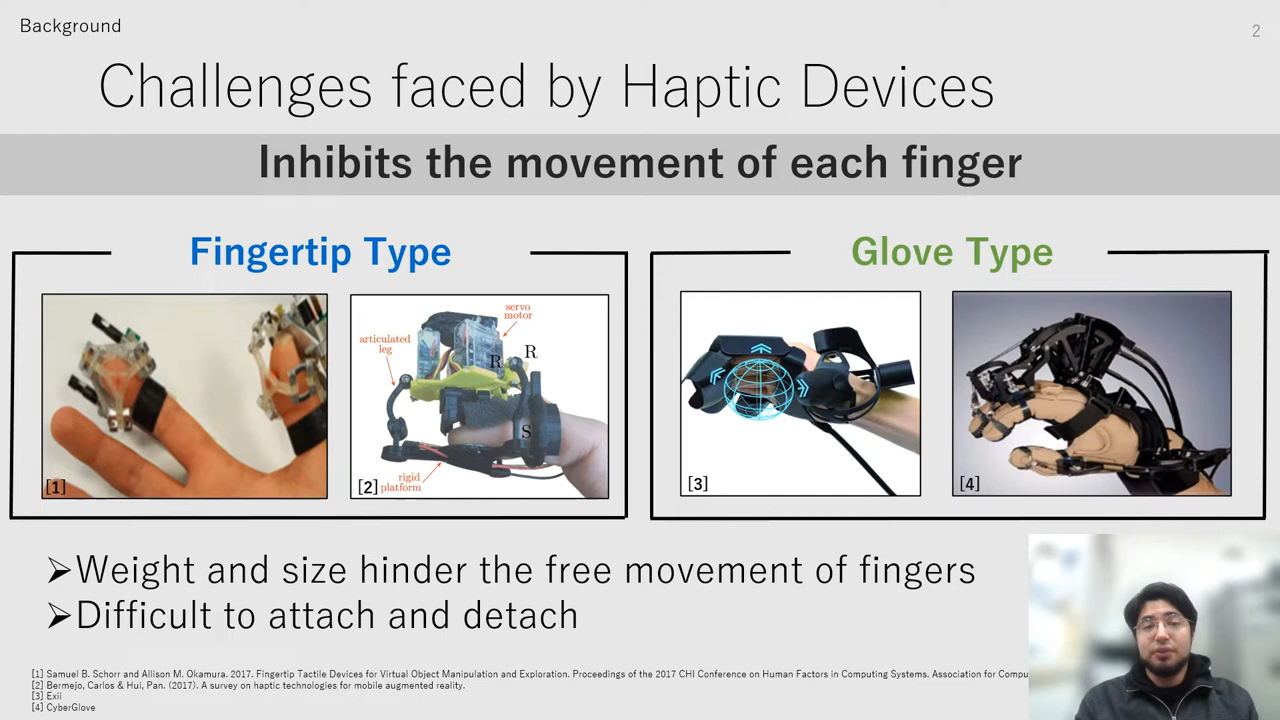 Background
2
Challenges faced by Haptic Devices
Inhibits the movement of each finger
Fingertip Type
Glove Type
servo
motor
articulated
leg
R
R
S
rigid
platform
[1]
[2]
[3]
[4]
➢Weight and size hinder the free movement of fingers
➢Difficult to attach and detach
[1] Samuel B. Schorr and Allison M. Okamura. 2017. Fingertip Tactile Devices for Virtual Object Manipulation and Exploration. Proceedings of the 2017 CHI Conference on Human Factors in Computing Systems. Association for Compu
[2] Bermejo, Carlos & Hui, Pan. (2017). A survey on haptic technologies for mobile augmented reality.
[3] Exii
[4] CyberGlove